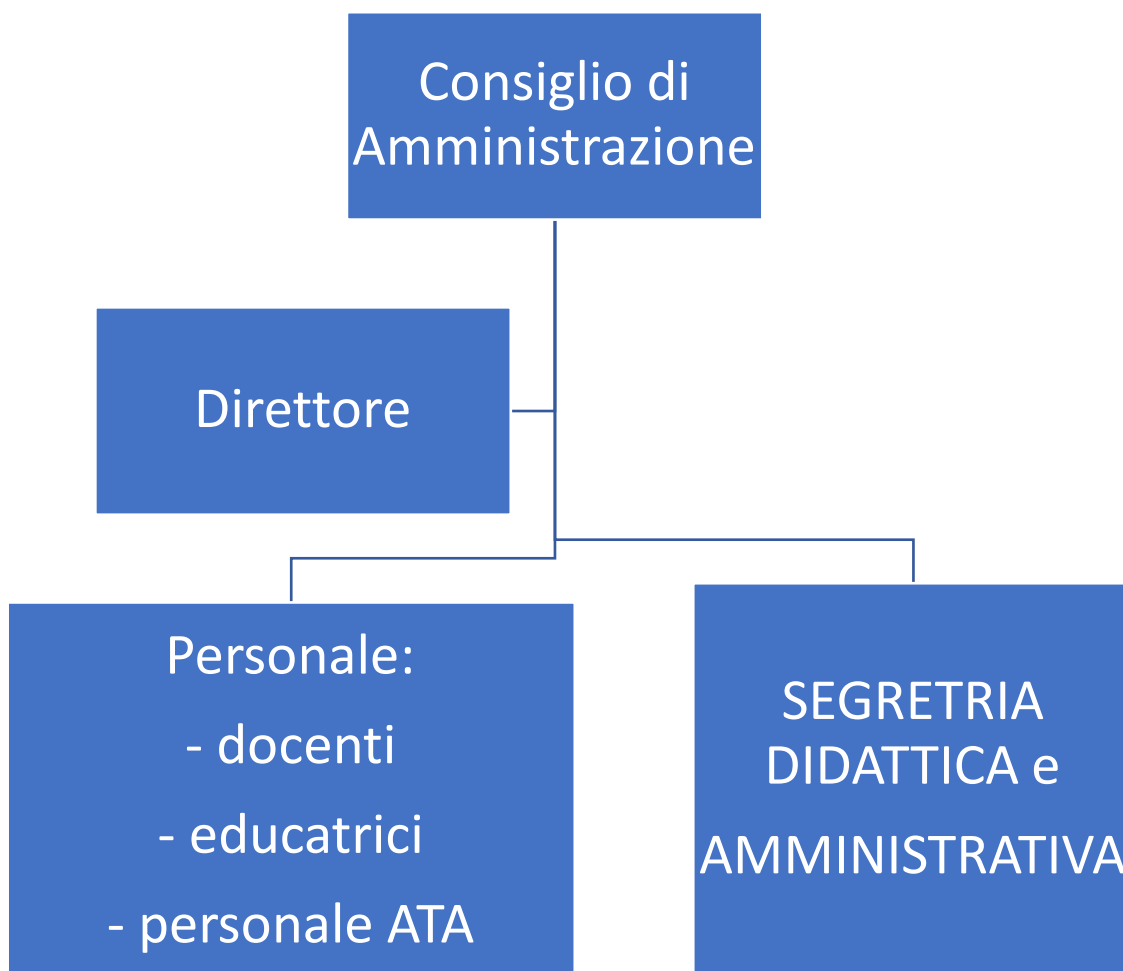 Consiglio di
Amministrazione
Direttore
Personale:
- docenti
- educatrici
- personale ATA
SEGRETRIA
DIDATTICA e
AMMINISTRATIVA